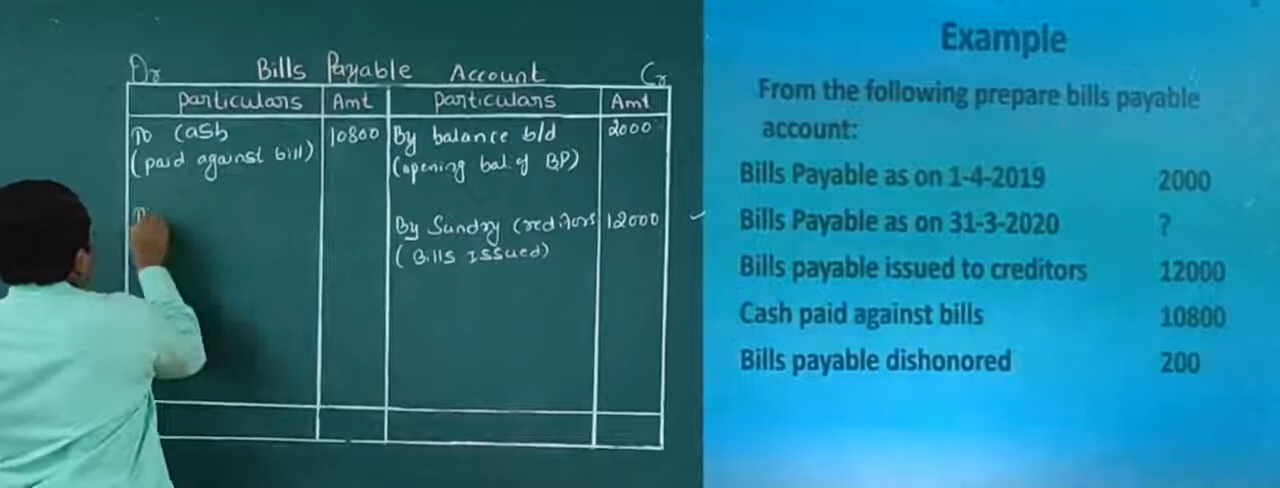 Dr Bills Payable Account Cr
Particulars Amt Particulars Amt
To Cash 10800 By balance b/d 2000
(paid against bill) (opening bal. of BP)
By Sundry Creditors 12000
(Bills Issued)
Example
From the following prepare bills payable
account:
Bills Payable as on 1-4-2019 2000
Bills Payable as on 31-3-2020 ?
Bills payable issued to creditors 12000
Cash paid against bills 10800
Bills payable dishonored 200